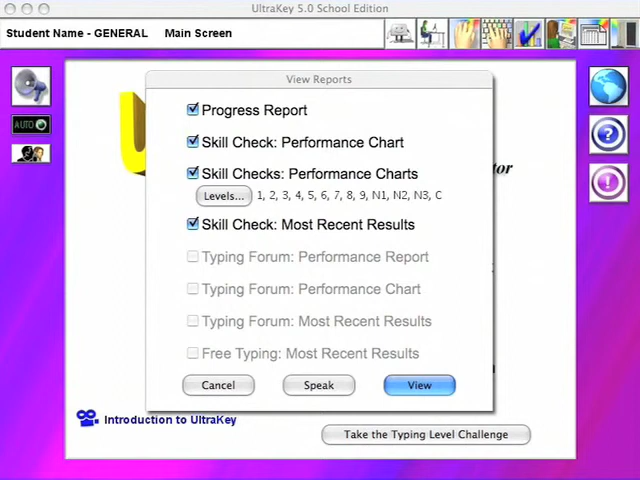 UltraKey 5.0 School Edition
Student Name - GENERAL Main Screen
AUTO
View Reports
Progress Report
Skill Check: Performance Chart
Skill Checks: Performance Charts
Levels... 1, 2, 3, 4, 5, 6, 7, 8, 9, N1, N2, N3, C
Skill Check: Most Recent Results
Typing Forum: Performance Report
Typing Forum: Performance Chart
Typing Forum: Most Recent Results
Free Typing: Most Recent Results
Cancel Speak View
Introduction to UltraKey
Take the Typing Level Challenge